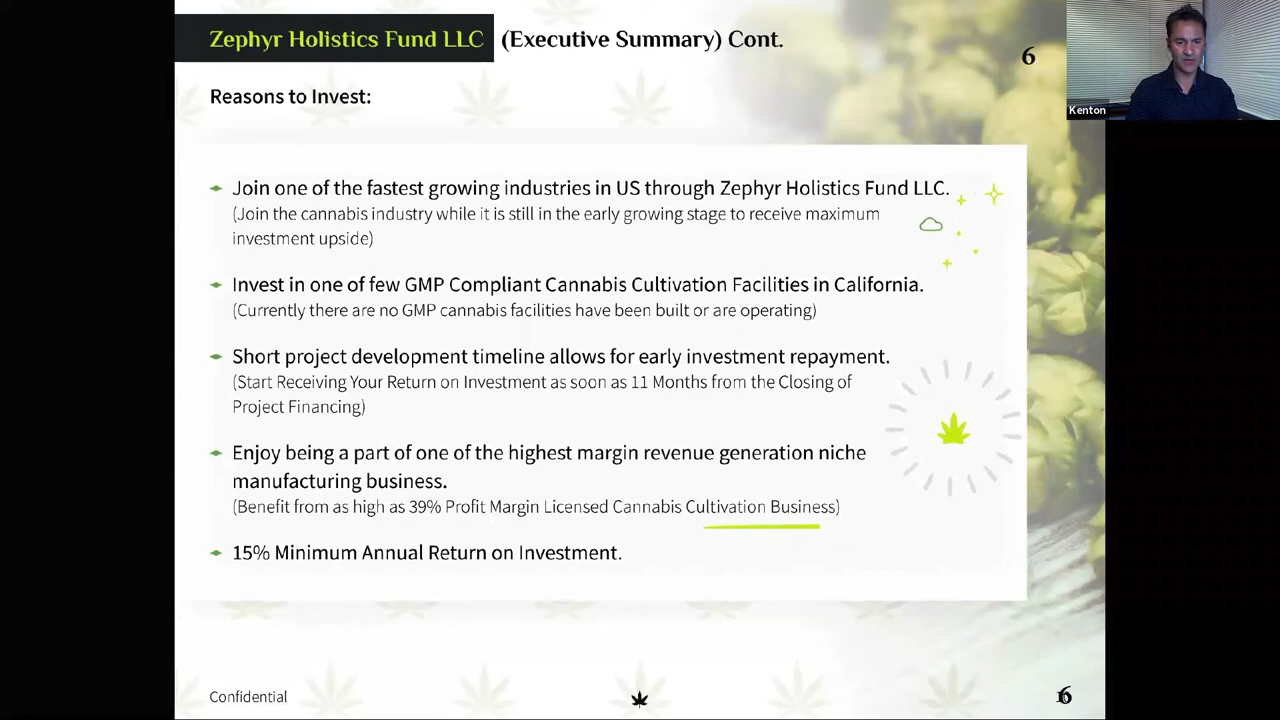 Zephyr Holistics Fund LLC (Executive Summary) Cont.
6
Kenton
Reasons to Invest:
Join one of the fastest growing industries in US through Zephyr Holistics Fund LLC.
(Join the cannabis industry while it is still in the early growing stage to receive maximum
investment upside)
Invest in one of few GMP Compliant Cannabis Cultivation Facilities in California.
(Currently there are no GMP cannabis facilities have been built or are operating)
Short project development timeline allows for early investment repayment.
(Start Receiving Your Return on Investment as soon as 11 Months from the Closing of
Project Financing)
Enjoy being a part of one of the highest margin revenue generation niche
manufacturing business.
(Benefit from as high as 39% Profit Margin Licensed Cannabis Cultivation Business)
15% Minimum Annual Return on Investment.
Confidential
6